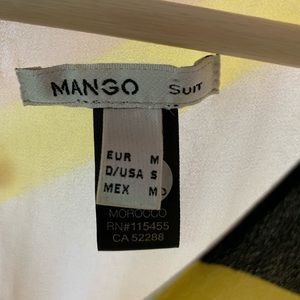 MANGO SUIT
EUR M
D/USA S
MEX M
MOROCCO
RN#115455
CA 52288